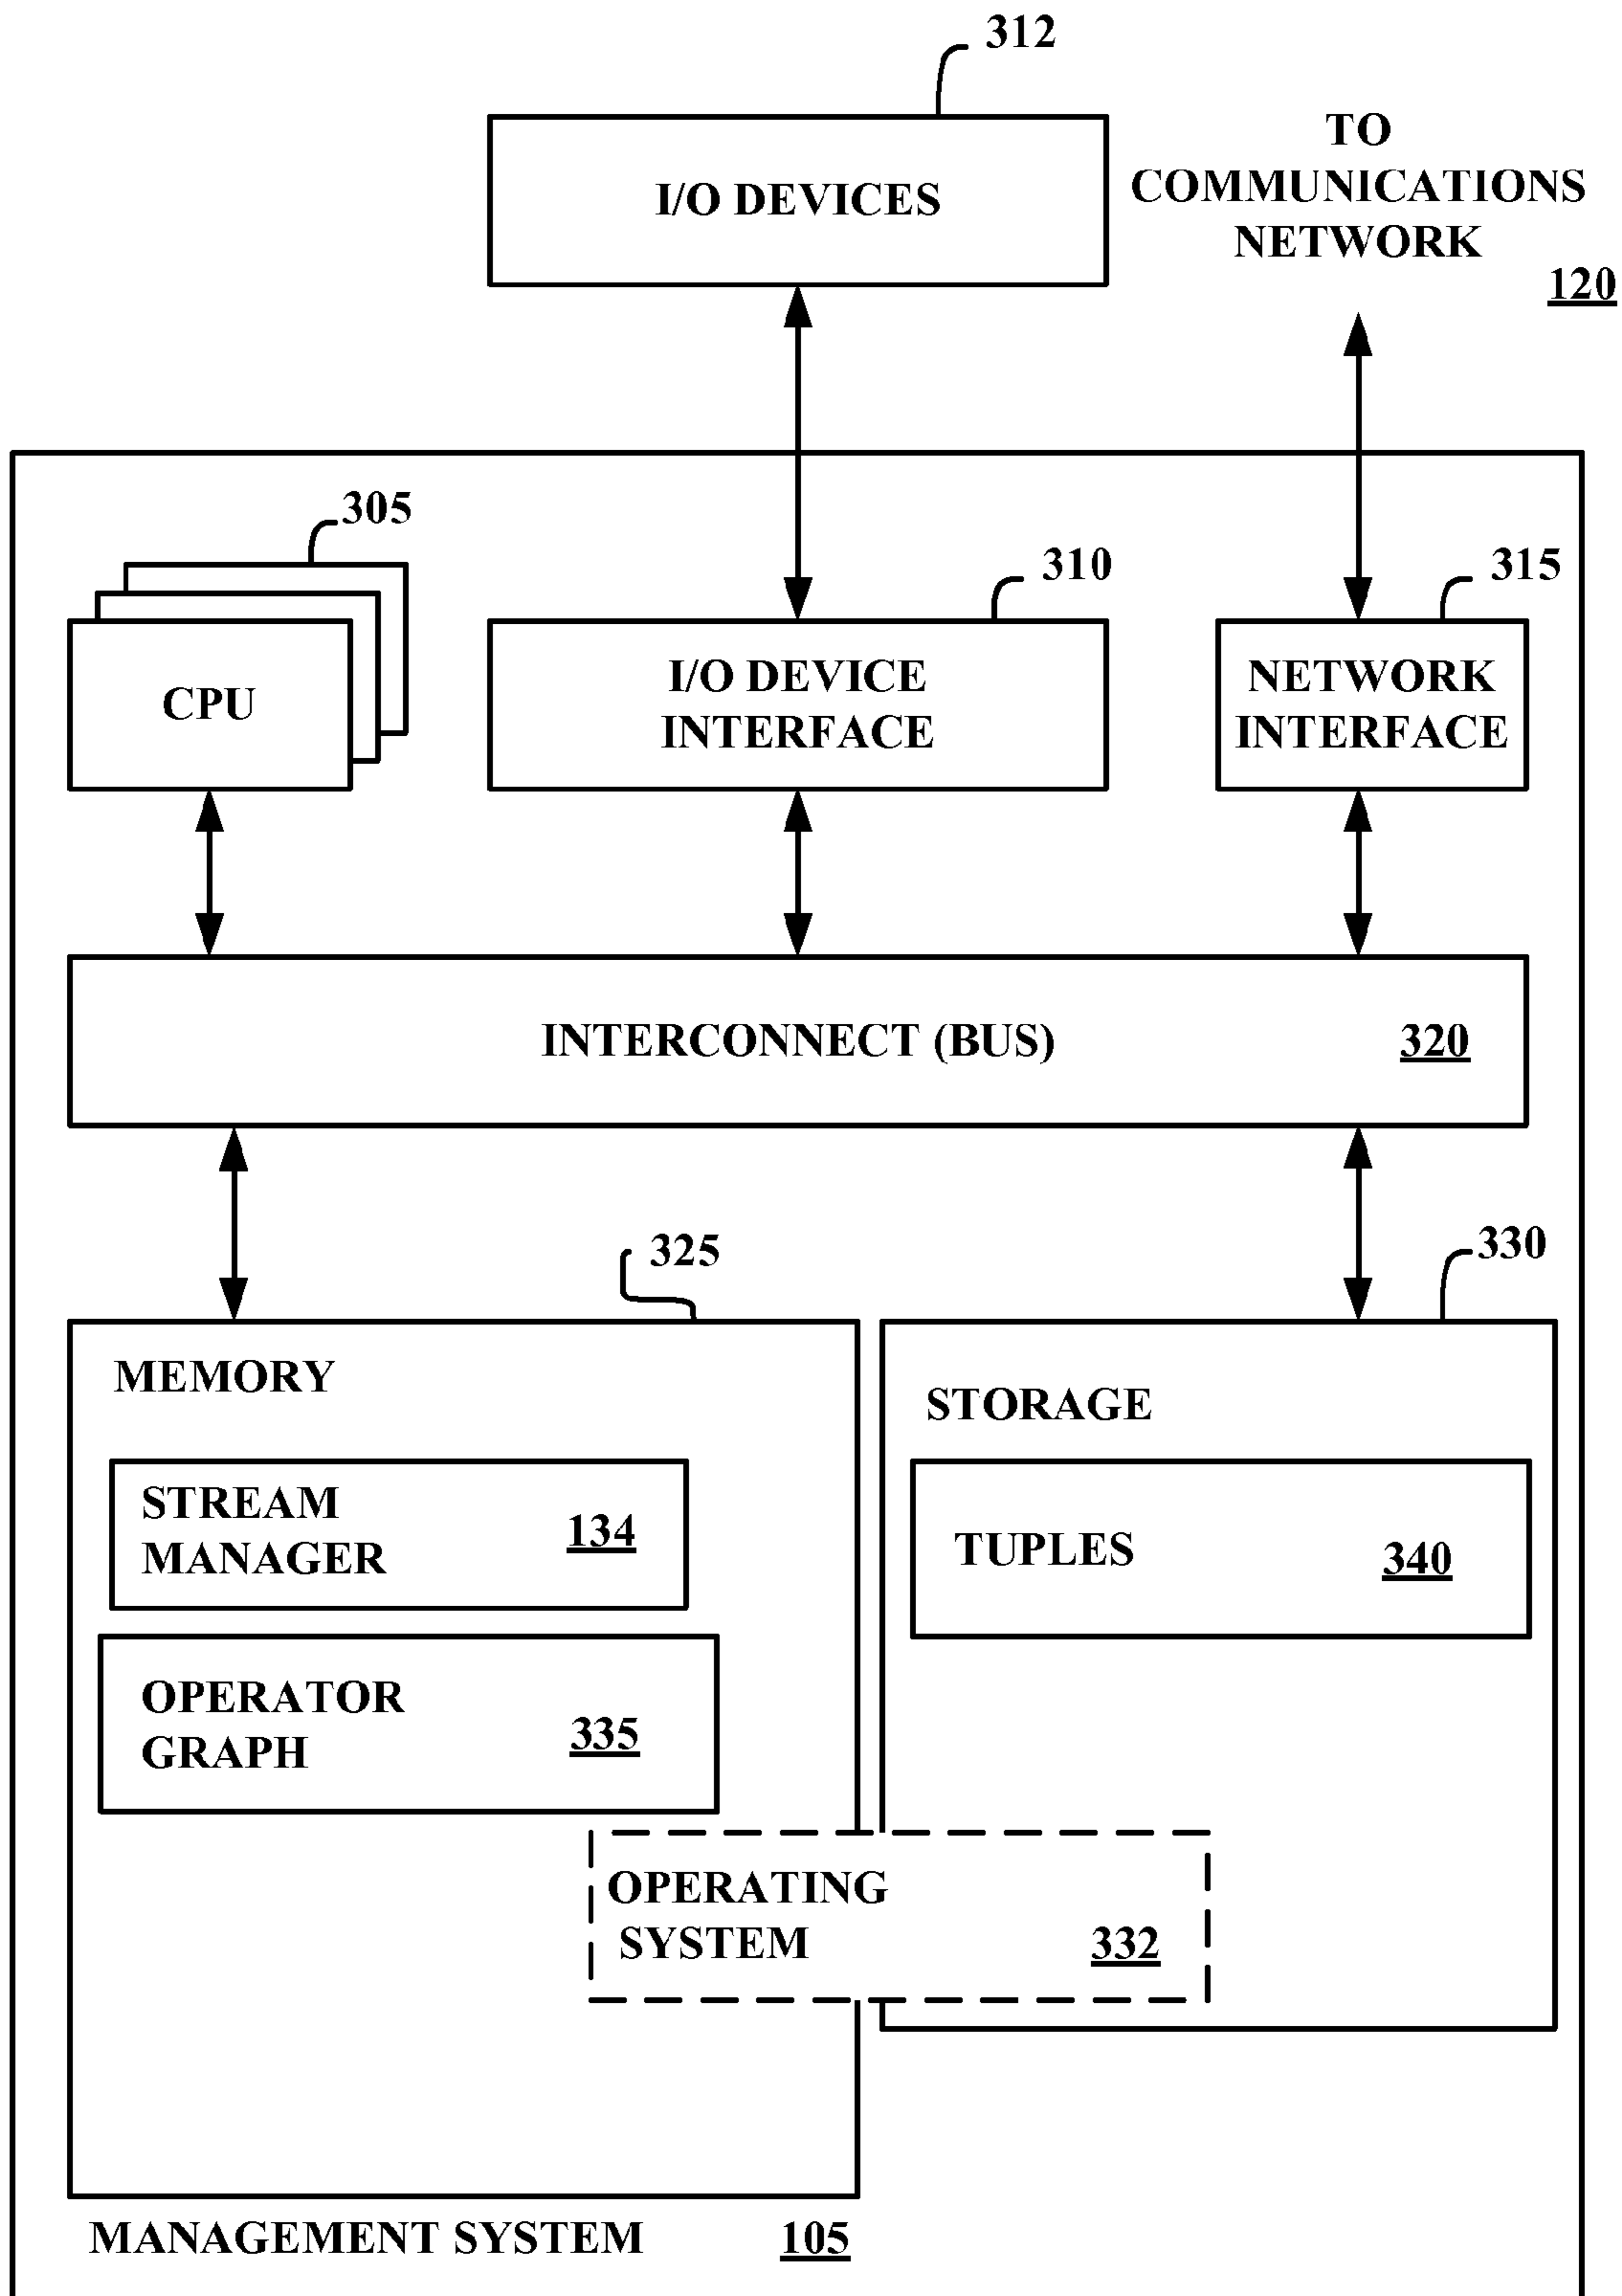 312
I/O DEVICES
TO
COMMUNICATIONS
NETWORK
120
305
310
315
CPU
I/O DEVICE
INTERFACE
NETWORK
INTERFACE
INTERCONNECT (BUS) 320
325
330
MEMORY
STORAGE
STREAM
MANAGER
134
TUPLES 340
OPERATOR
GRAPH
335
OPERATING
SYSTEM
332
MANAGEMENT SYSTEM 105